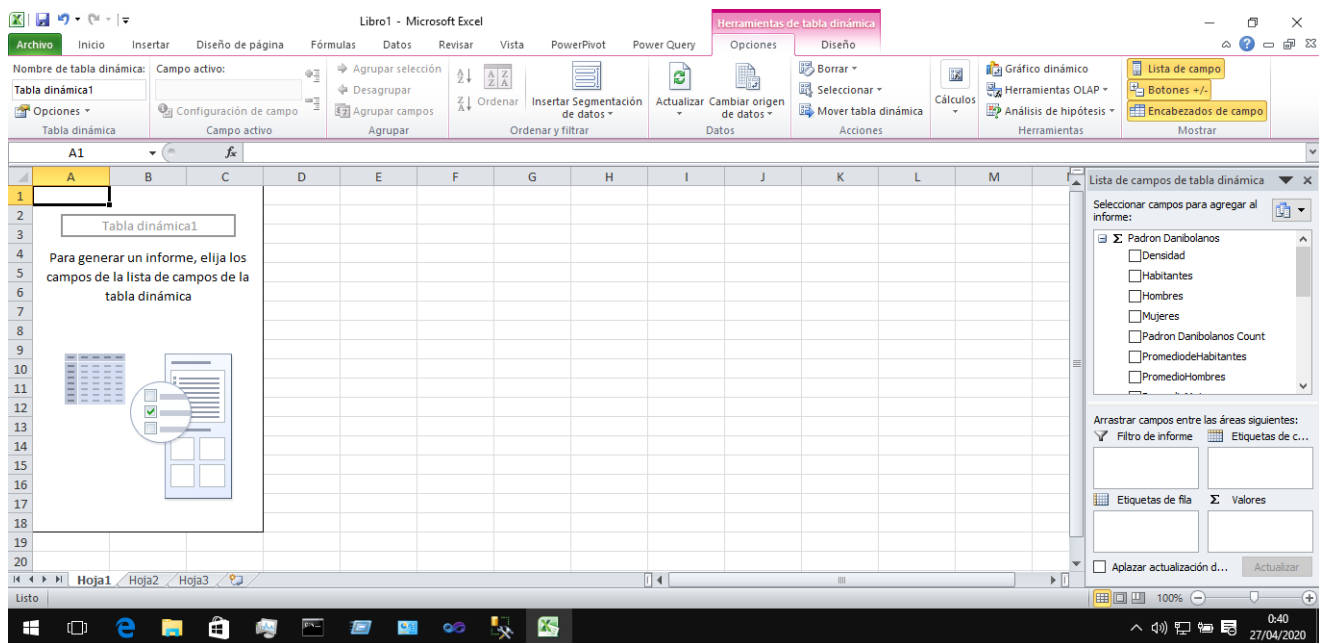 Libro1 - Microsoft Excel
Herramientas de tabla dinámica
Archivo Inicio Insertar Diseño de página Fórmulas Datos Revisar Vista PowerPivot Power Query Opciones Diseño
Nombre de tabla dinámica:
Tabla dinámica1
Opciones
Tabla dinámica
Campo activo:
Configuración de campo
Campo activo
Agrupar selección
Desagrupar
Agrupar campos
Agrupar
Ordenar
Insertar Segmentación
de datos
Ordenar y filtrar
Actualizar
Cambiar origen
de datos
Datos
Borrar
Seleccionar
Mover tabla dinámica
Acciones
Cálculos
Gráfico dinámico
Herramientas OLAP
Análisis de hipótesis
Herramientas
Lista de campo
Botones +/-
Encabezados de campo
Mostrar
A1 fx
A B C D E F G H I J K L M
1
2
3
4
5
6
7
8
9
10
11
12
13
14
15
16
17
18
19
20
Tabla dinámica1
Para generar un informe, elija los
campos de la lista de campos de la
tabla dinámica
Lista de campos de tabla dinámica
Seleccionar campos para agregar al
informe:
Σ Padron Danibolanos
Densidad
Habitantes
Hombres
Mujeres
Padron Danibolanos Count
PromediodeHabitantes
PromedioHombres
Arrastrar campos entre las áreas siguientes:
Filtro de informe Etiquetas de c...
Etiquetas de fila Σ Valores
Aplazar actualización d... Actualizar
Hoja1 Hoja2 Hoja3
Listo 100%
0:40
27/04/2020